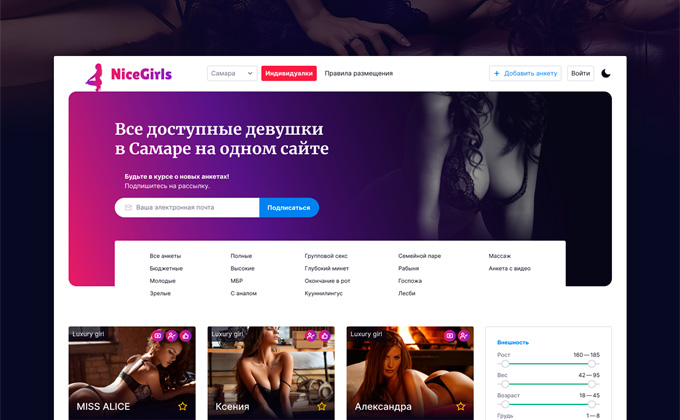 NiceGirls
Самара
Индивидуалки
Правила размещения
+ Добавить анкету
Войти
Все доступные девушки
в Самаре на одном сайте
Будьте в курсе о новых анкетах!
Подпишитесь на рассылку.
Ваша электронная почта
Подписаться
Все анкеты
Полные
Групповой секс
Семейной паре
Массаж
Бюджетные
Высокие
Глубокий минет
Рабыня
Анкета с видео
Молодые
МБР
Окончание в рот
Госпожа
Зрелые
С аналом
Куннилингус
Лесби
Luxury girl
Luxury girl
Luxury girl
MISS ALICE
Ксения
Александра
Внешность
Рост 160 — 185
Вес 42 — 95
Возраст 18 — 45
Грудь 1 — 8